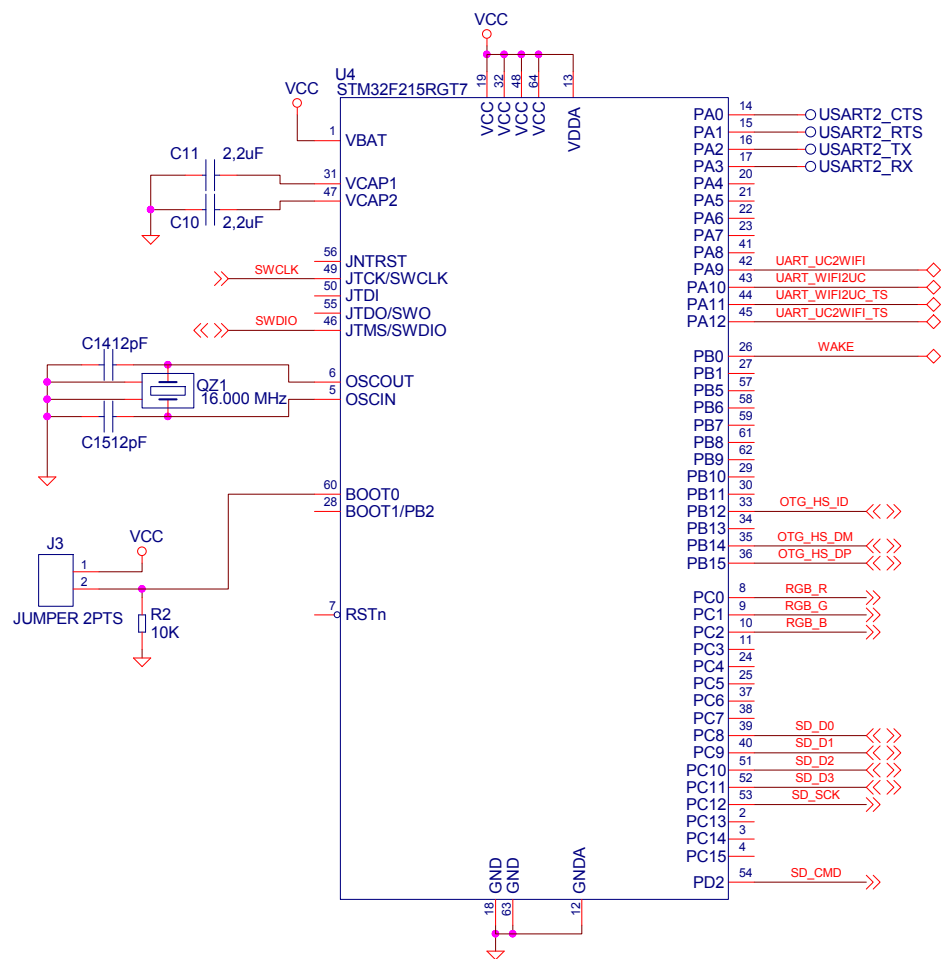 VCC
U4
STM32F215RGT7
VCC
19
VCC
32
VCC
48
VCC
64
VCC
13
VDDA
1
VBAT
C11
2,2uF
31
VCAP1
47
VCAP2
C10
2,2uF
56
JNTRST
SWCLK
49
JTCK/SWCLK
50
JTDI
55
JTDO/SWO
SWDIO
46
JTMS/SWDIO
C1412pF
6
OSCOUT
QZ1
16.000 MHz
5
OSCIN
C1512pF
60
BOOT0
28
BOOT1/PB2
J3
VCC
1
2
JUMPER 2PTS
R2
10K
7
RSTn
PA0 14 USART2_CTS
PA1 15 USART2_RTS
PA2 16 USART2_TX
PA3 17 USART2_RX
PA4 20
PA5 21
PA6 22
PA7 23
PA8 41
PA9 42 UART_UC2WIFI
PA10 43 UART_WIFI2UC
PA11 44 UART_WIFI2UC_TS
PA12 45 UART_UC2WIFI_TS
PB0 26 WAKE
PB1 27
PB5 57
PB6 58
PB7 59
PB8 61
PB9 62
PB10 29
PB11 30
PB12 33 OTG_HS_ID
PB13 34
PB14 35 OTG_HS_DM
PB15 36 OTG_HS_DP
PC0 8 RGB_R
PC1 9 RGB_G
PC2 10 RGB_B
PC3 11
PC4 24
PC5 25
PC6 37
PC7 38
PC8 39 SD_D0
PC9 40 SD_D1
PC10 51 SD_D2
PC11 52 SD_D3
PC12 53 SD_SCK
PC13 2
PC14 3
PC15 4
PD2 54 SD_CMD
GND
18
GND
63
GNDA
12